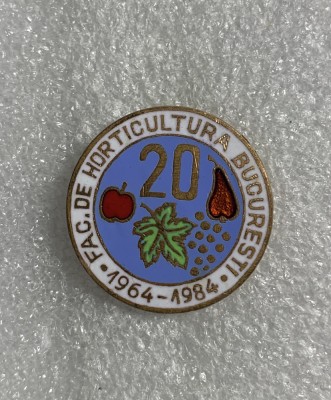 20
FAC. DE HORTICULTURA BUCURESTI
1964-1984